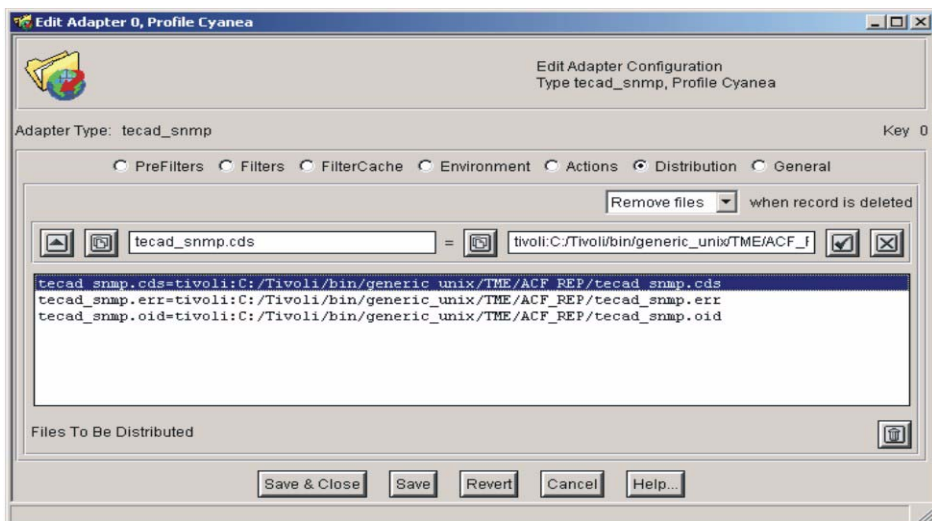 Edit Adapter 0, Profile Cyanea
Edit Adapter Configuration
Type tecad_snmp, Profile Cyanea
Adapter Type: tecad_snmp Key 0
PreFilters Filters FilterCache Environment Actions Distribution General
Remove files when record is deleted
tecad_snmp.cds = tivoli:C:/Tivoli/bin/generic_unix/TME/ACF_
tecad_snmp.cds=tivoli:C:/Tivoli/bin/generic_unix/TME/ACF_REP/tecad_snmp.cds
tecad_snmp.err=tivoli:C:/Tivoli/bin/generic_unix/TME/ACF_REP/tecad_snmp.err
tecad_snmp.oid=tivoli:C:/Tivoli/bin/generic_unix/TME/ACF_REP/tecad_snmp.oid
Files To Be Distributed
Save & Close Save Revert Cancel Help...